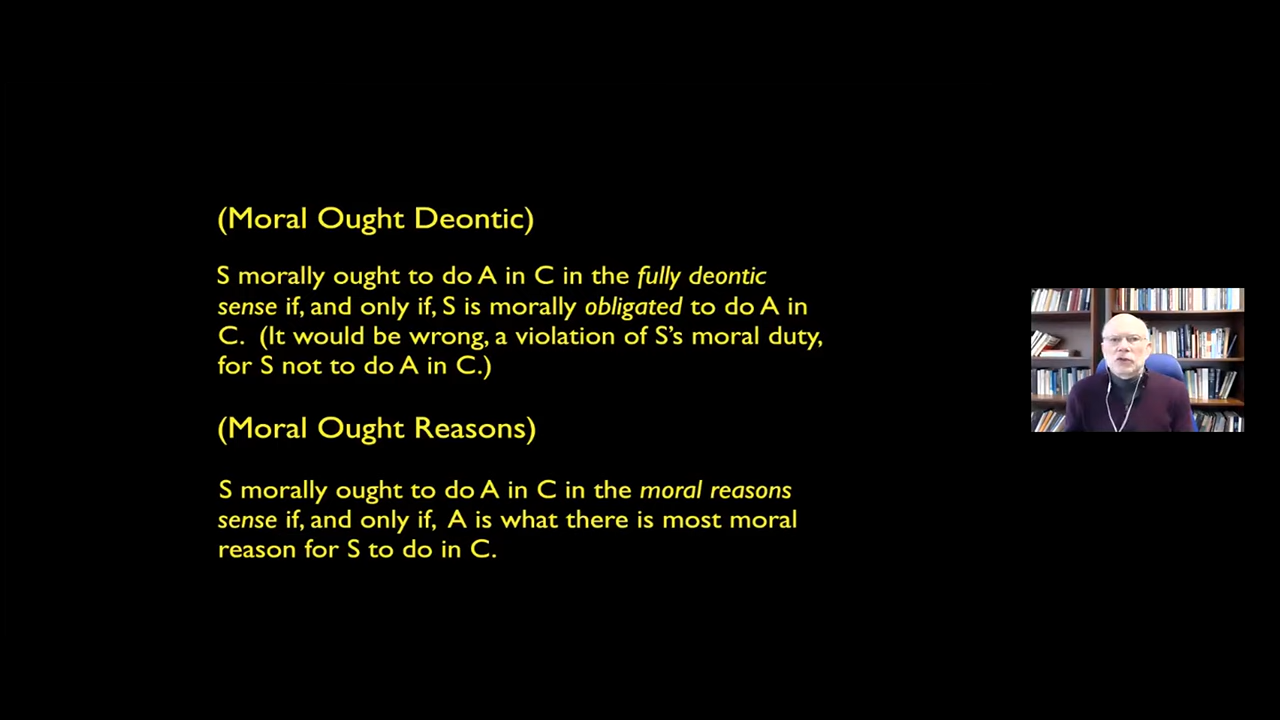 (Moral Ought Deontic)
S morally ought to do A in C in the fully deontic
sense if, and only if, S is morally obligated to do A in
C. (It would be wrong, a violation of S's moral duty,
for S not to do A in C.)
(Moral Ought Reasons)
S morally ought to do A in C in the moral reasons
sense if, and only if, A is what there is most moral
reason for S to do in C.